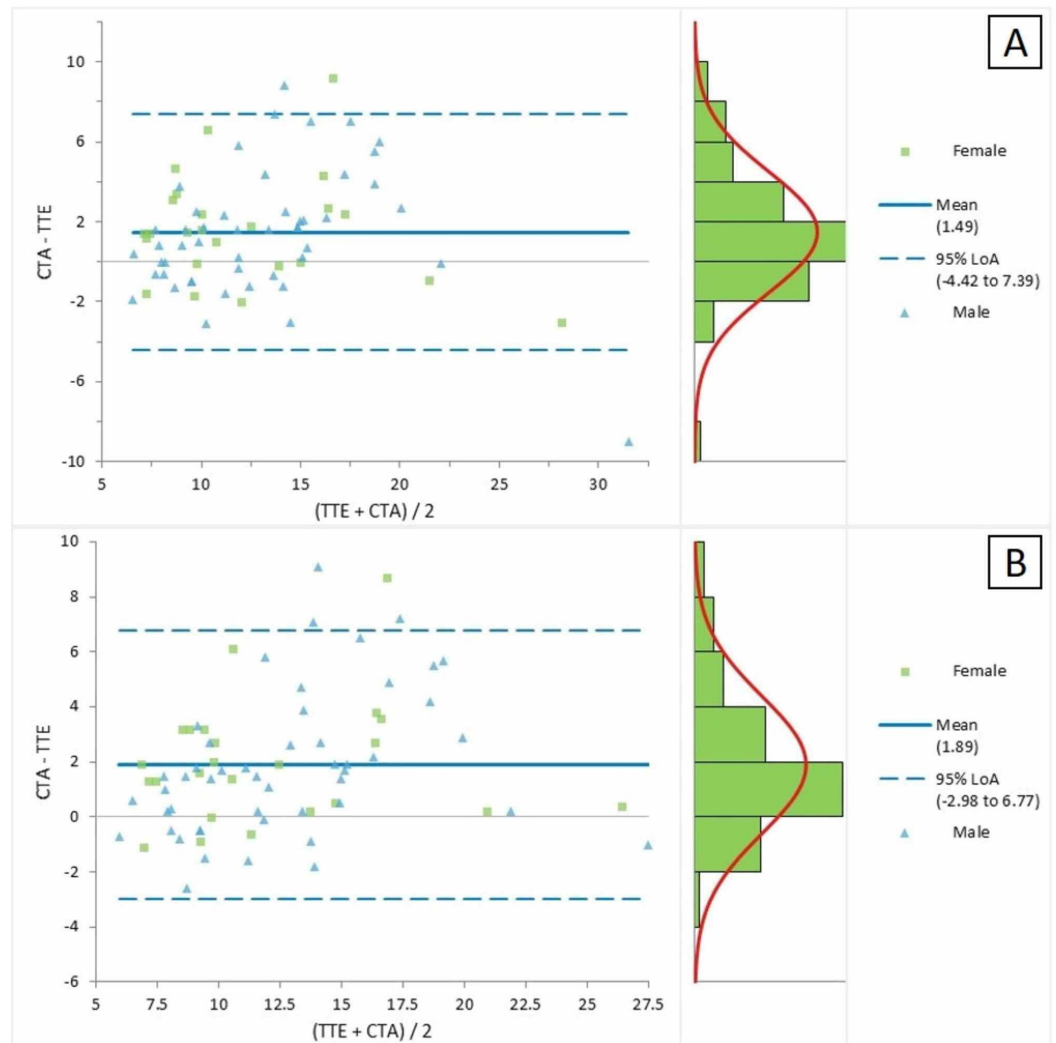 A
10
6
2
-2
-6
-10
CTA - TTE
5 10 15 20 25 30
(TTE + CTA) / 2
Female
Mean
(1.49)
95% LoA
(-4.42 to 7.39)
Male
B
10
8
6
4
2
0
-2
-4
-6
CTA - TTE
5 7.5 10 12.5 15 17.5 20 22.5 25 27.5
(TTE + CTA) / 2
Female
Mean
(1.89)
95% LoA
(-2.98 to 6.77)
Male